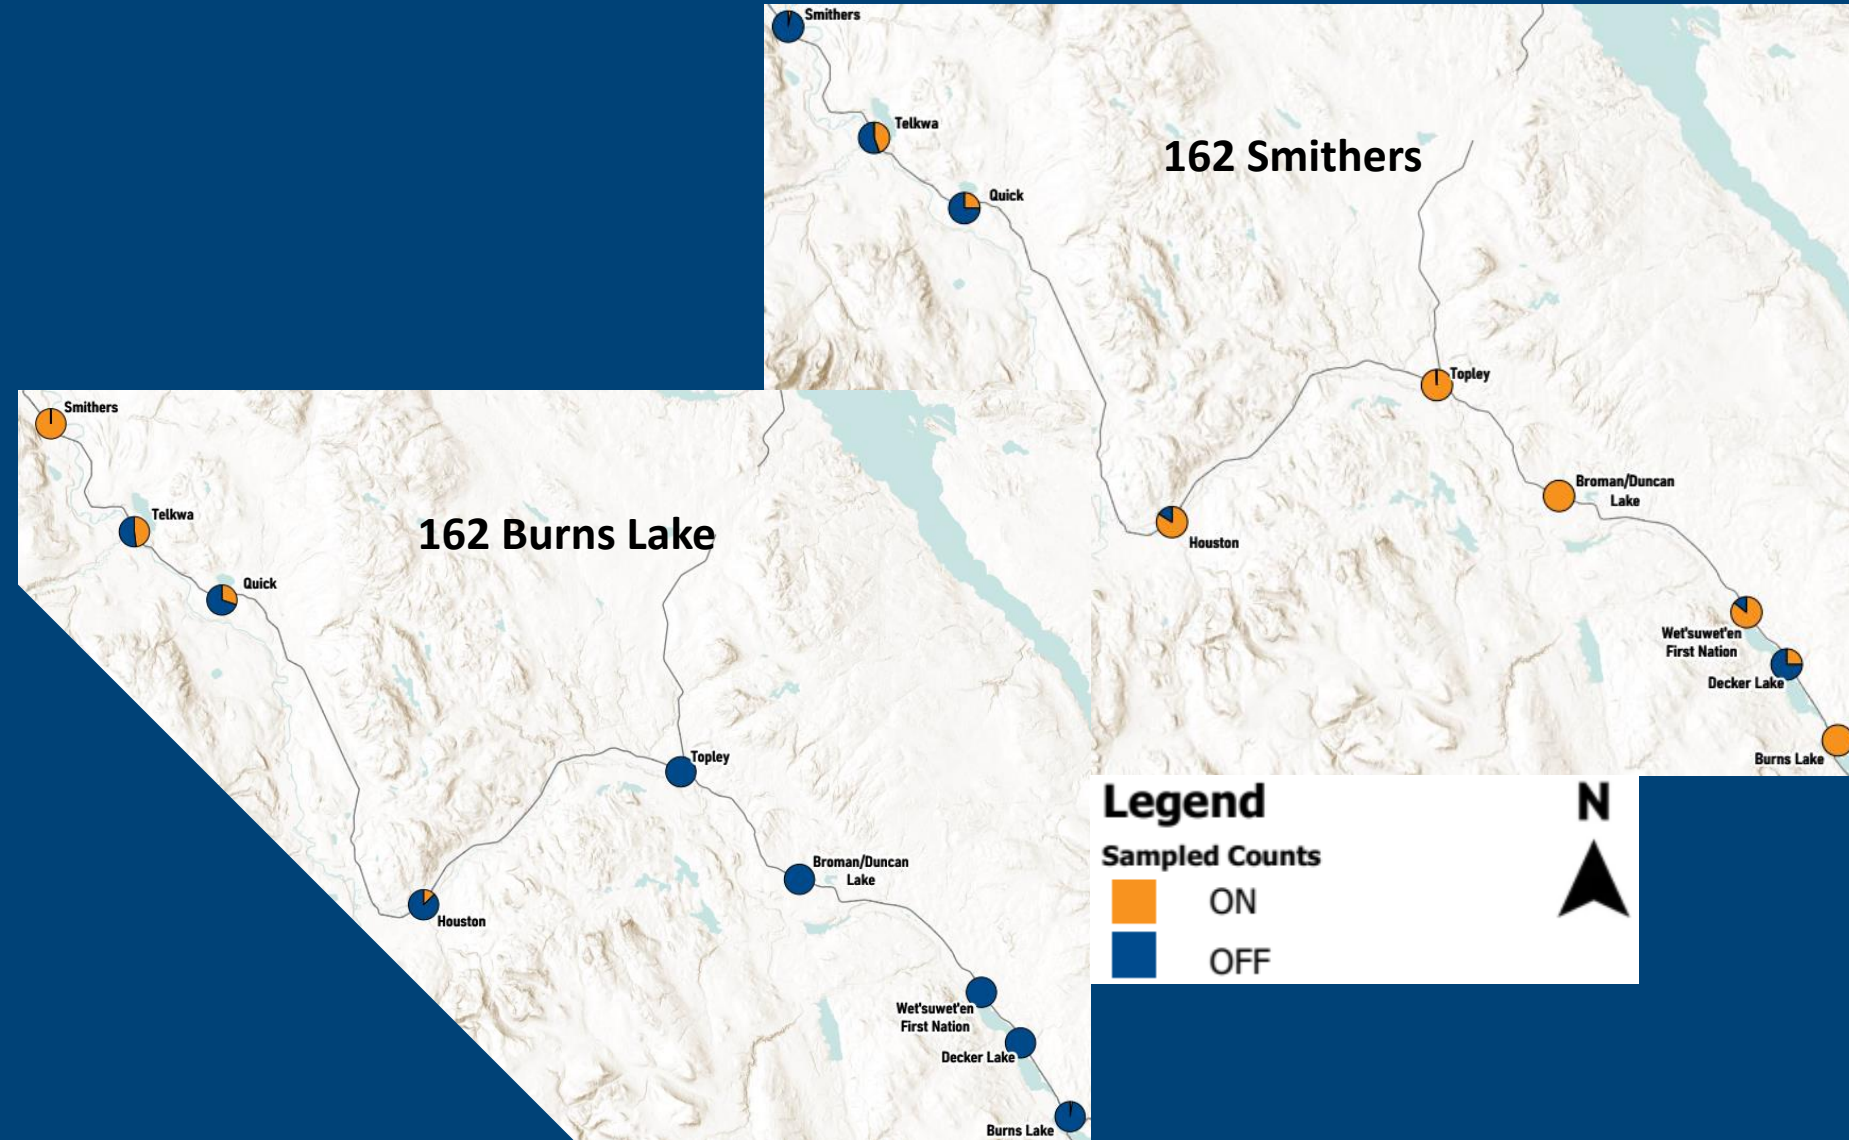 Smithers
Telkwa
162 Smithers
Quick
Topley
Broman/Duncan
Lake
Houston
Wet'suwet'en
First Nation
Decker Lake
Burns Lake
Smithers
Telkwa
162 Burns Lake
Quick
Topley
Broman/Duncan
Lake
Houston
Wet'suwet'en
First Nation
Decker Lake
Burns Lake
Legend
N
Sampled Counts
ON
OFF